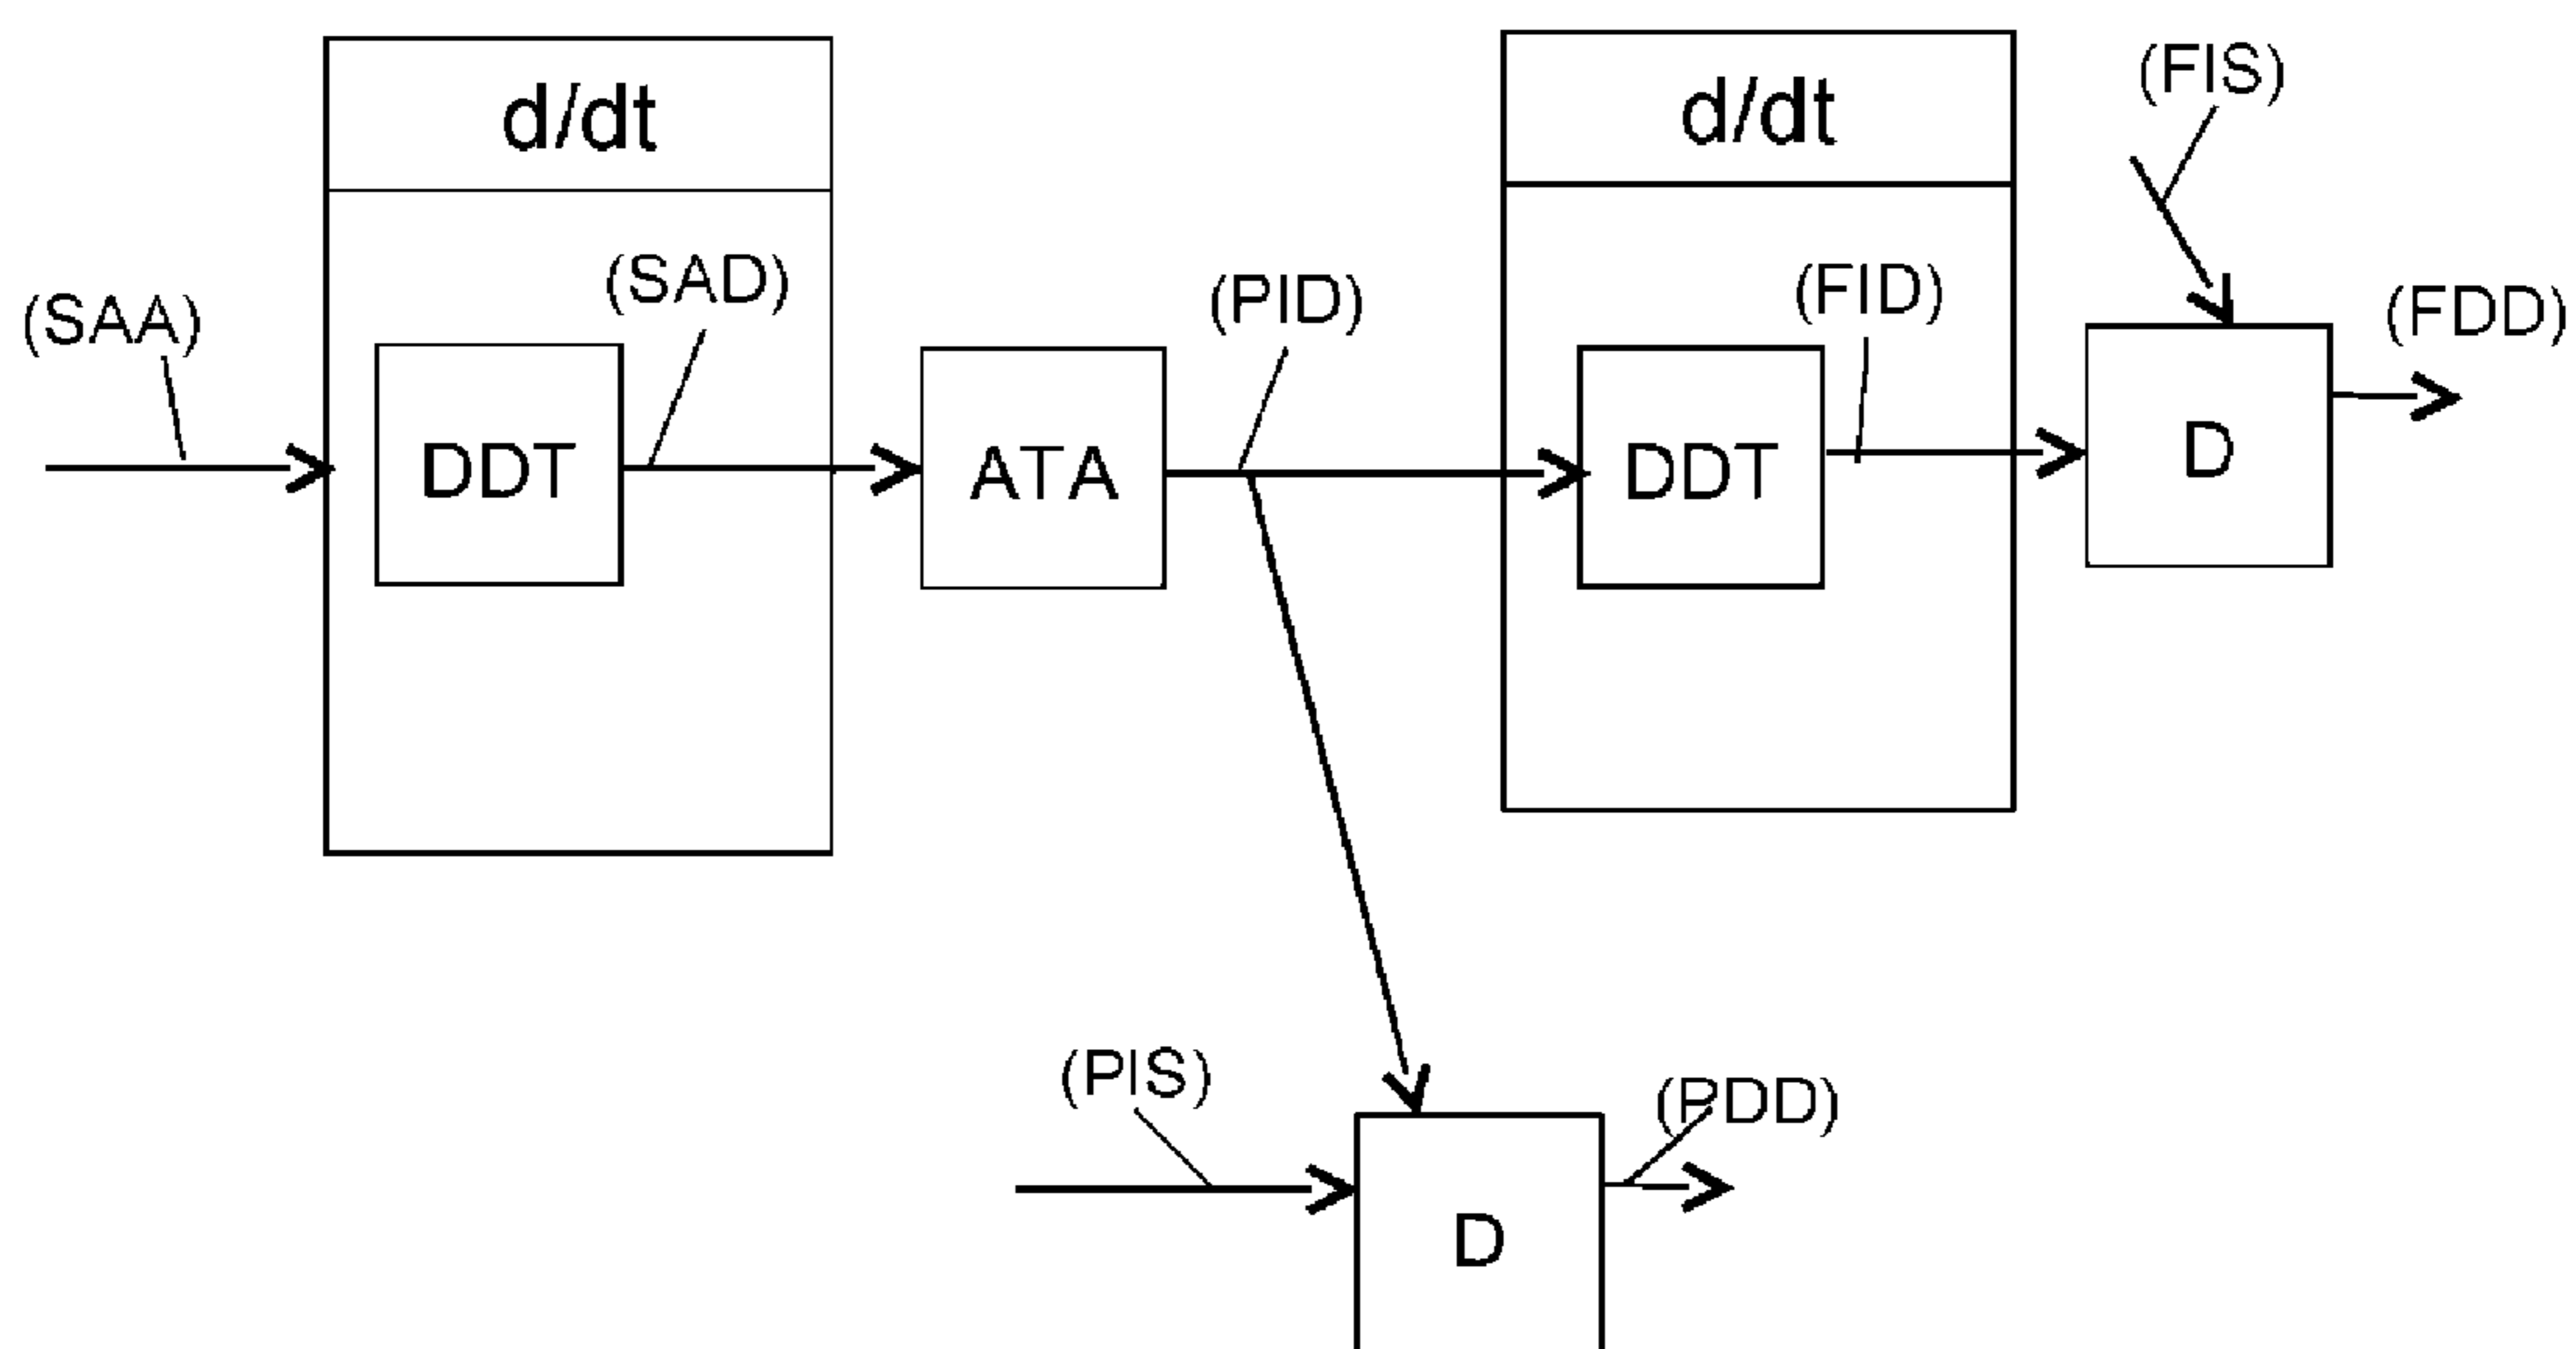 d/dt
d/dt
(FIS)
(SAA)
(SAD)
(PID)
(FID)
(FDD)
DDT
ATA
DDT
D
(PIS)
(PDD)
D